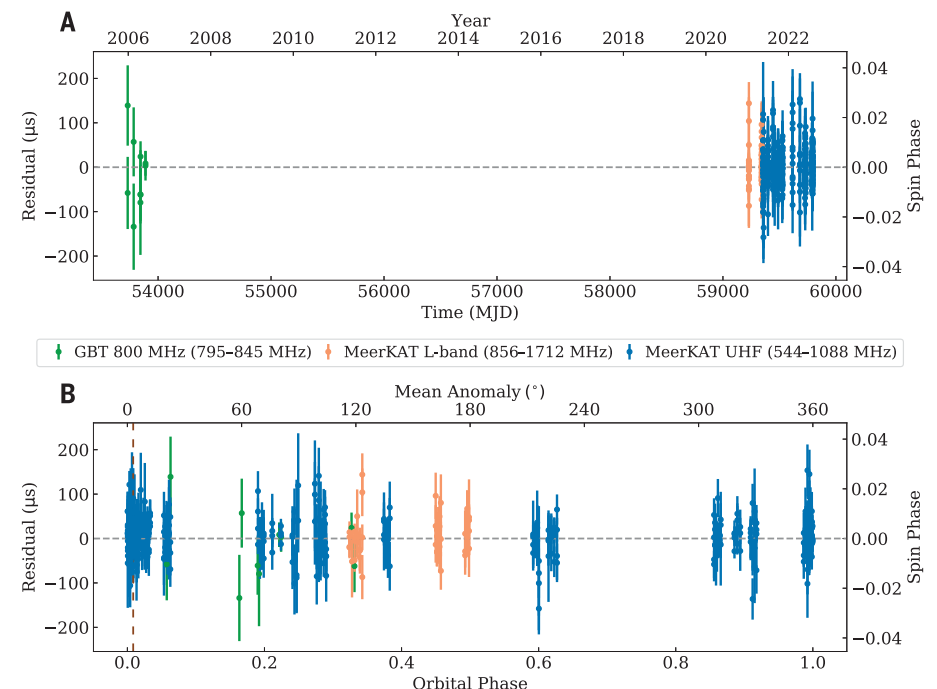 A
Year
2006 2008 2010 2012 2014 2016 2018 2020 2022
200
100
0
−100
−200
Residual (μs)
0.04
0.02
0.00
−0.02
−0.04
Spin Phase
54000 55000 56000 57000 58000 59000 60000
Time (MJD)
GBT 800 MHz (795–845 MHz) MeerKAT L-band (856–1712 MHz) MeerKAT UHF (544–1088 MHz)
B
Mean Anomaly (°)
0 60 120 180 240 300 360
200
100
0
−100
−200
Residual (μs)
0.04
0.02
0.00
−0.02
−0.04
Spin Phase
0.0 0.2 0.4 0.6 0.8 1.0
Orbital Phase